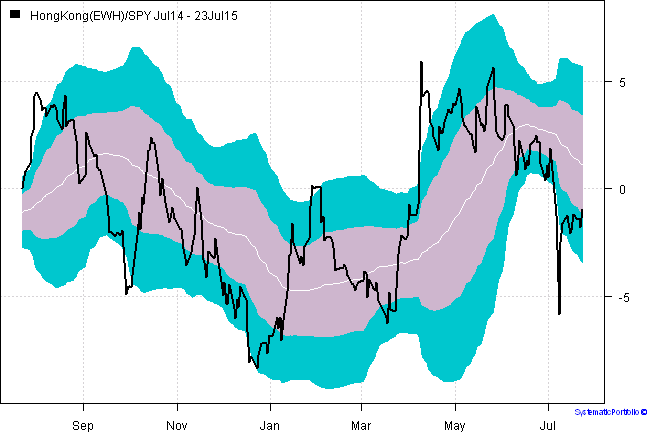 HongKong(EWH)/SPY Jul14 - 23Jul15
5
0
-5
Sep Nov Jan Mar May Jul
SystematicPortfolio ©